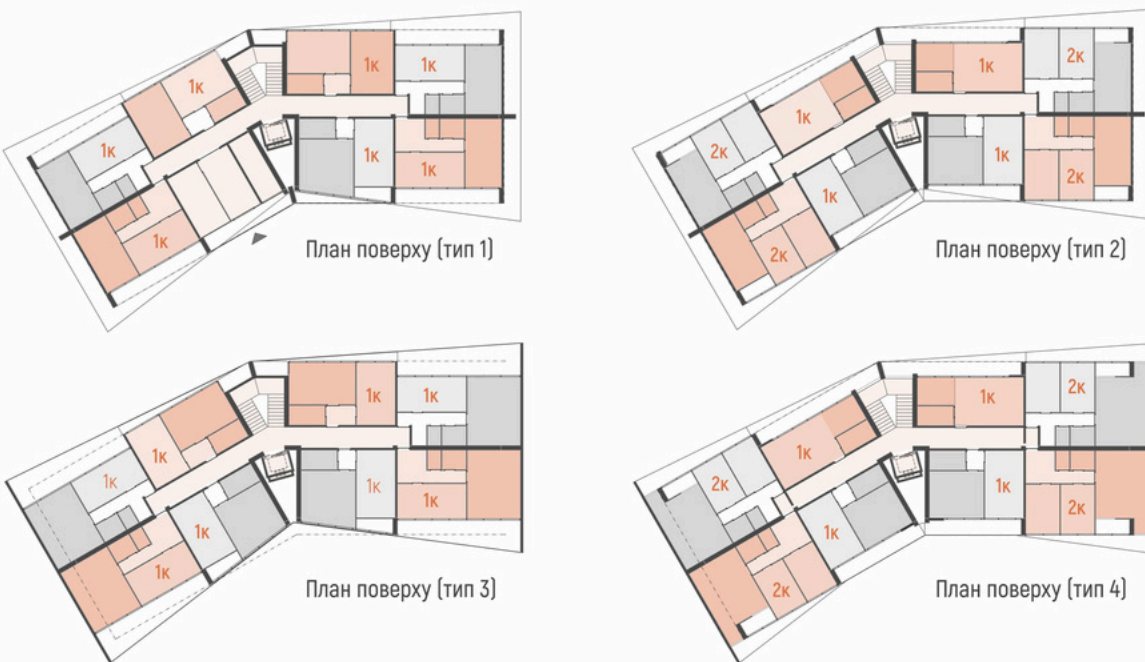 1к
1к
1к
1к
1к
1к
1к
План поверху (тип 1)
2к
1к
1к
2к
1к
1к
2к
2к
План поверху (тип 2)
1к
1к
1к
1к
1к
1к
1к
1к
План поверху (тип 3)
2к
1к
1к
2к
1к
1к
2к
2к
План поверху (тип 4)